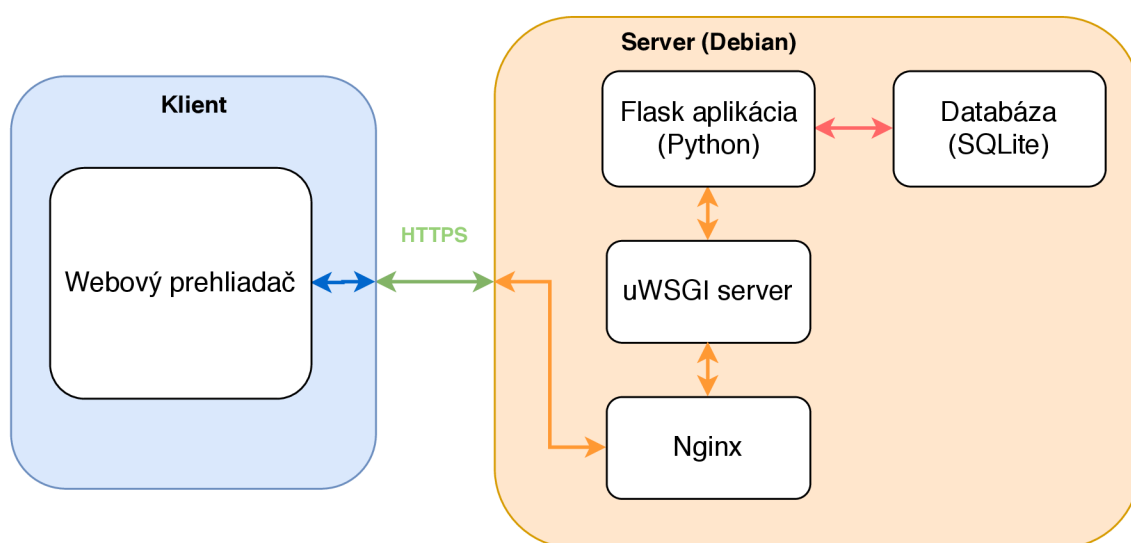 Klient
Webový prehliadač
HTTPS
Server (Debian)
Flask aplikácia
(Python)
Databáza
(SQLite)
uWSGI server
Nginx